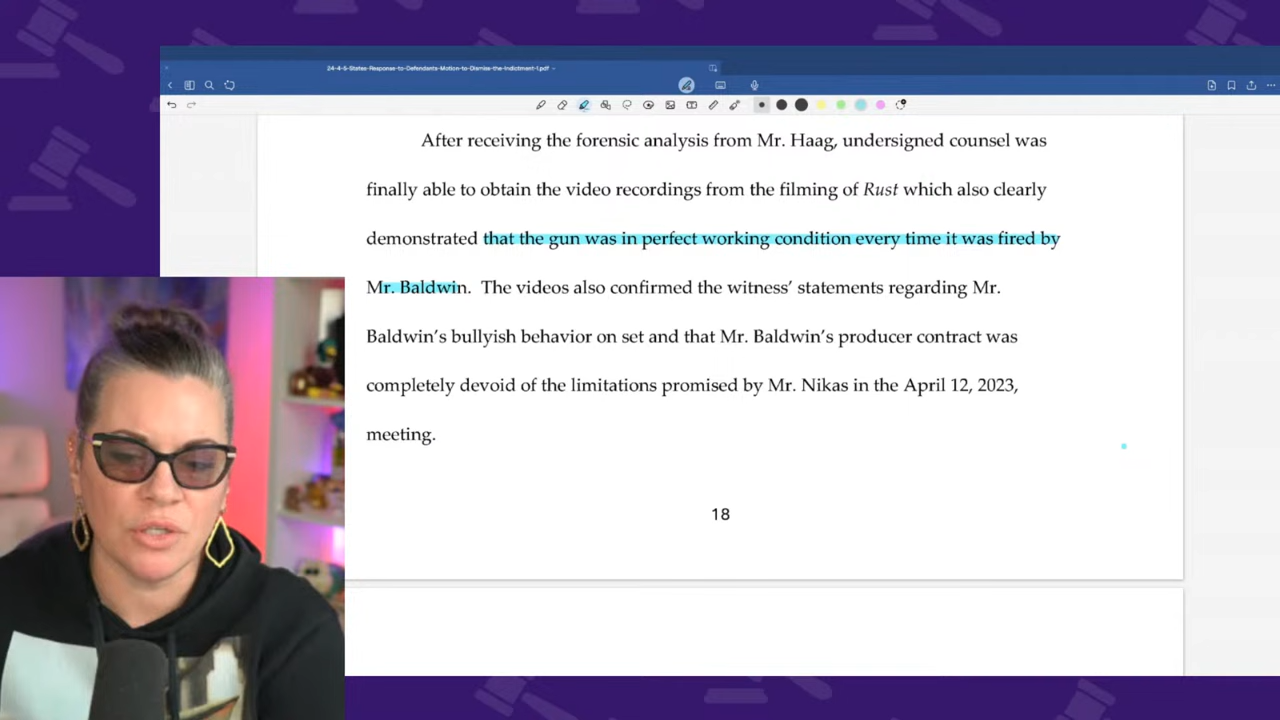 24-4-5-States-Response-to-Defendants-Motion-to-Dismiss-the-Indictment-1.pdf
After receiving the forensic analysis from Mr. Haag, undersigned counsel was
finally able to obtain the video recordings from the filming of Rust which also clearly
demonstrated that the gun was in perfect working condition every time it was fired by
Mr. Baldwin. The videos also confirmed the witness’ statements regarding Mr.
Baldwin’s bullyish behavior on set and that Mr. Baldwin’s producer contract was
completely devoid of the limitations promised by Mr. Nikas in the April 12, 2023,
meeting.
18